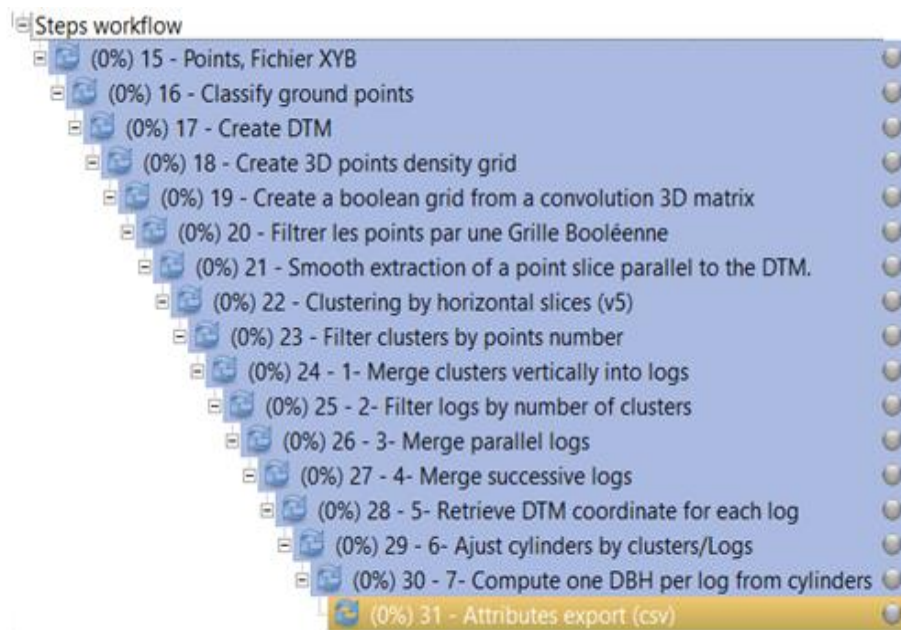 Steps workflow
(0%) 15 - Points, Fichier XYB
(0%) 16 - Classify ground points
(0%) 17 - Create DTM
(0%) 18 - Create 3D points density grid
(0%) 19 - Create a boolean grid from a convolution 3D matrix
(0%) 20 - Filtrer les points par une Grille Booléenne
(0%) 21 - Smooth extraction of a point slice parallel to the DTM.
(0%) 22 - Clustering by horizontal slices (v5)
(0%) 23 - Filter clusters by points number
(0%) 24 - 1- Merge clusters vertically into logs
(0%) 25 - 2- Filter logs by number of clusters
(0%) 26 - 3- Merge parallel logs
(0%) 27 - 4- Merge successive logs
(0%) 28 - 5- Retrieve DTM coordinate for each log
(0%) 29 - 6- Ajust cylinders by clusters/Logs
(0%) 30 - 7- Compute one DBH per log from cylinders
(0%) 31 - Attributes export (csv)